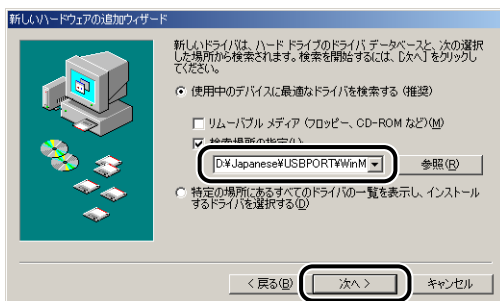 新しいハードウェアの追加ウィザード
新しいドライバは、ハード ドライブのドライバ データベースと、次の選択
した場所から検索されます。検索を開始するには、[次へ] をクリックし
てください。
使用中のデバイスに最適なドライバを検索する (推奨)
リムーバブル メディア (フロッピー、CD-ROM など)(M)
検索場所の指定(L)
D:¥Japanese¥USBPORT¥WinM
参照(R)
特定の場所にあるすべてのドライバの一覧を表示し、インストール
するドライバを選択する(D)
< 戻る(B)
次へ >
キャンセル